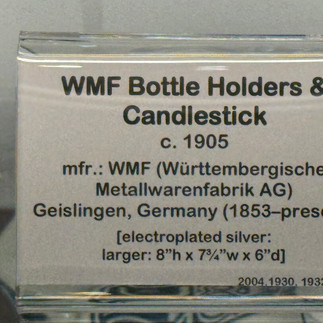 WMF Bottle Holders &
Candlestick
c. 1905
mfr.: WMF (Württembergische
Metallwarenfabrik AG)
Geislingen, Germany (1853–prese
[electroplated silver:
larger: 8”h x 7¾”w x 6”d]
2004.1930, 1932